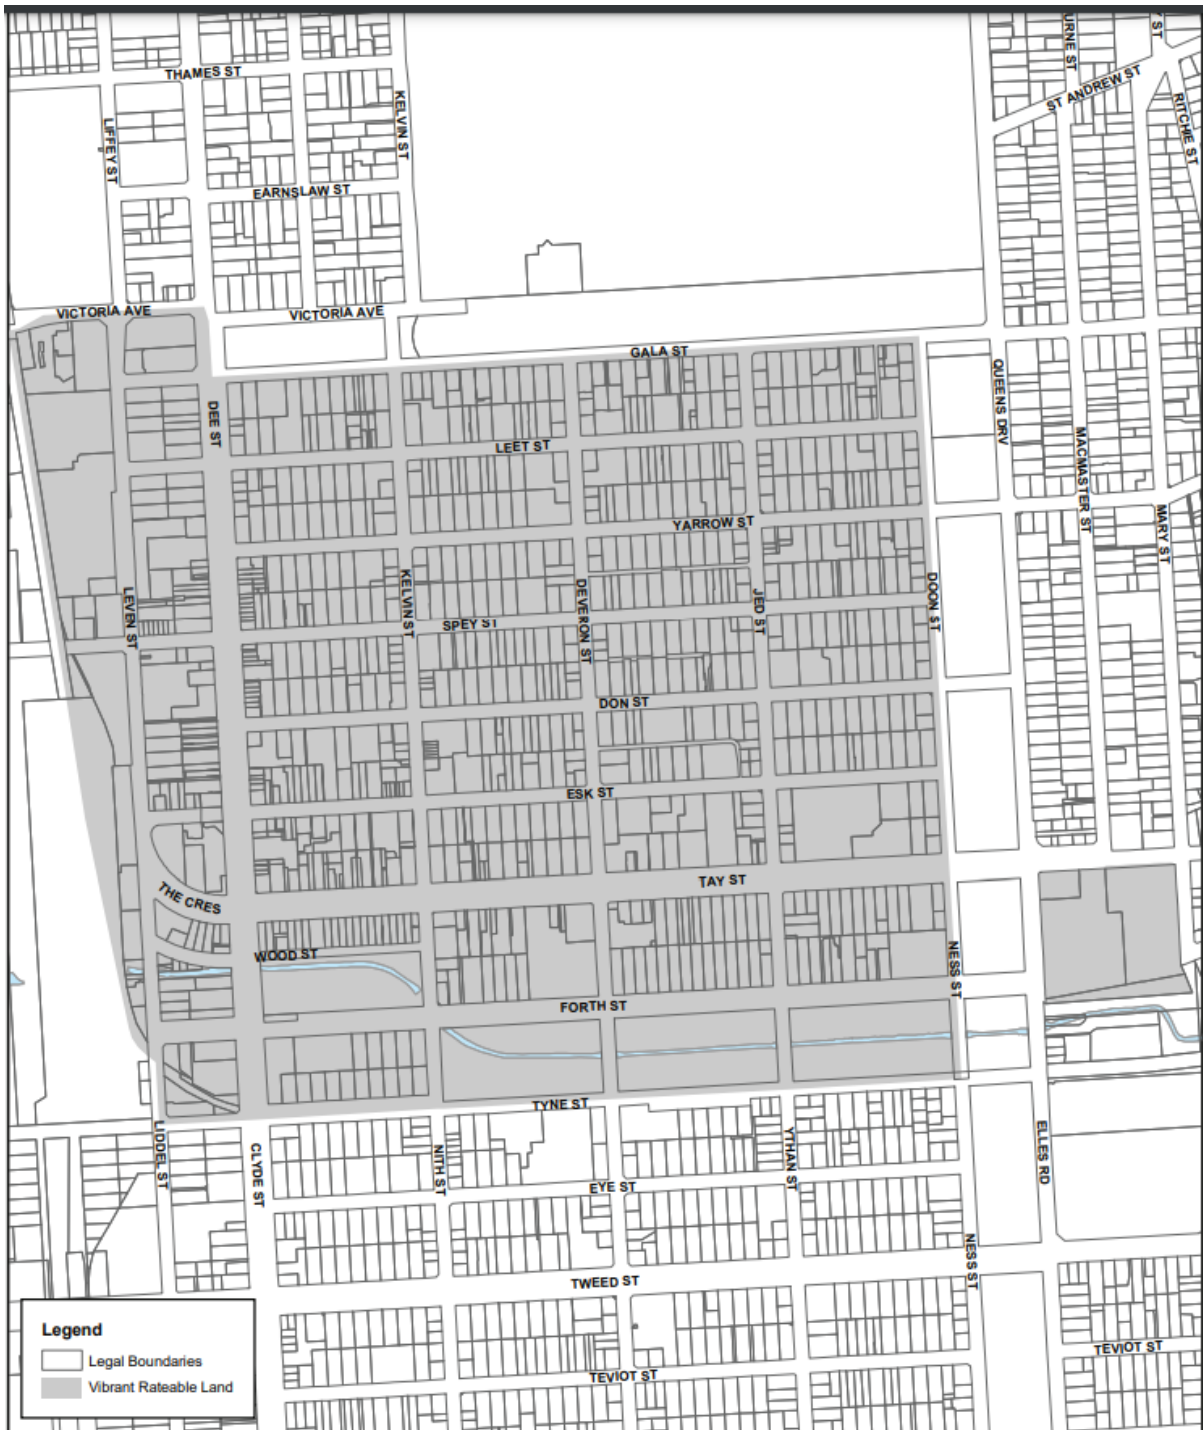 THAMES ST
KELVIN ST
LIFFEY ST
EARNSLAW ST
URNE ST
Y ST
ST ANDREW ST
RITCHIE ST
VICTORIA AVE
VICTORIA AVE
GALA ST
DEE ST
LEET ST
QUEENS DRV
MACMASTER ST
MARY ST
YARROW ST
LEVEN ST
KELVIN ST
SPEY ST
DEVERON ST
JED ST
DOON ST
DON ST
ESK ST
TAY ST
THE CRES
WOOD ST
NESS ST
FORTH ST
TYNE ST
LIDDEL ST
CLYDE ST
NITH ST
EYE ST
YTHAN ST
ELLES RD
NESS ST
TWEED ST
TEVIOT ST
TEVIOT ST
Legend
Legal Boundaries
Vibrant Rateable Land